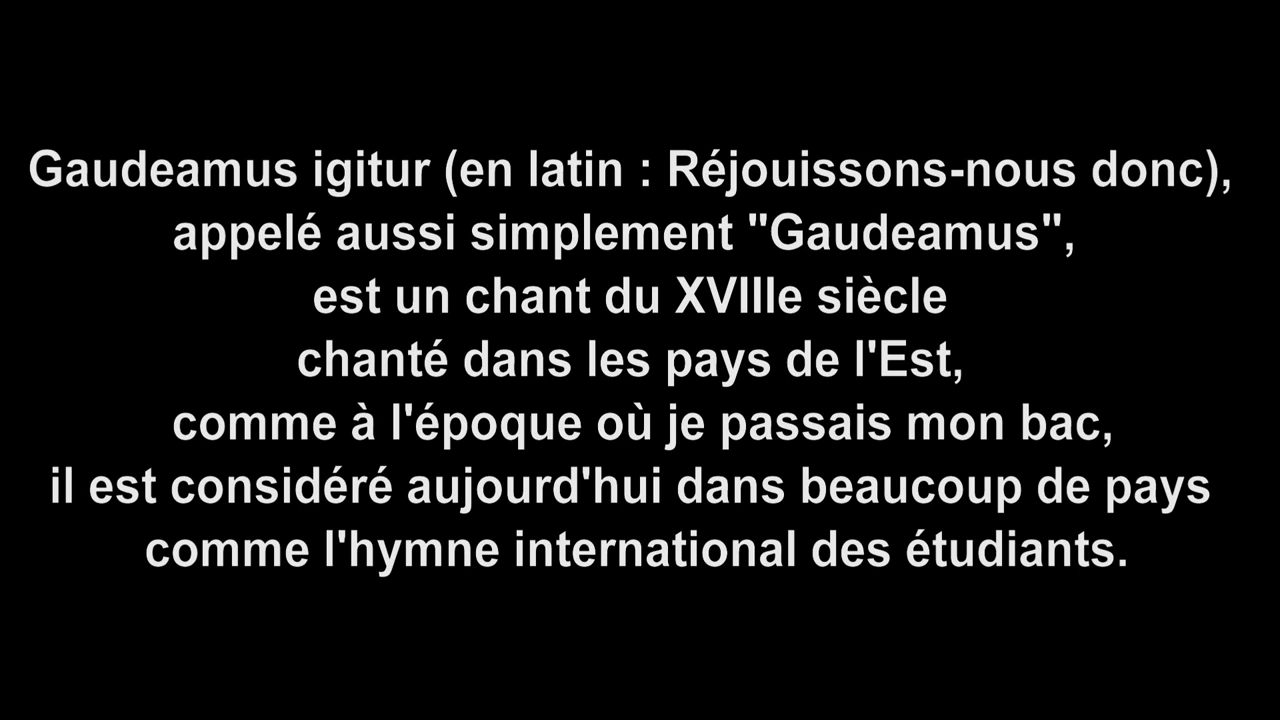 Gaudeamus igitur (en latin : Réjouissons-nous donc),
appelé aussi simplement "Gaudeamus",
est un chant du XVIIIe siècle
chanté dans les pays de l'Est,
comme à l'époque où je passais mon bac,
il est considéré aujourd'hui dans beaucoup de pays
comme l'hymne international des étudiants.